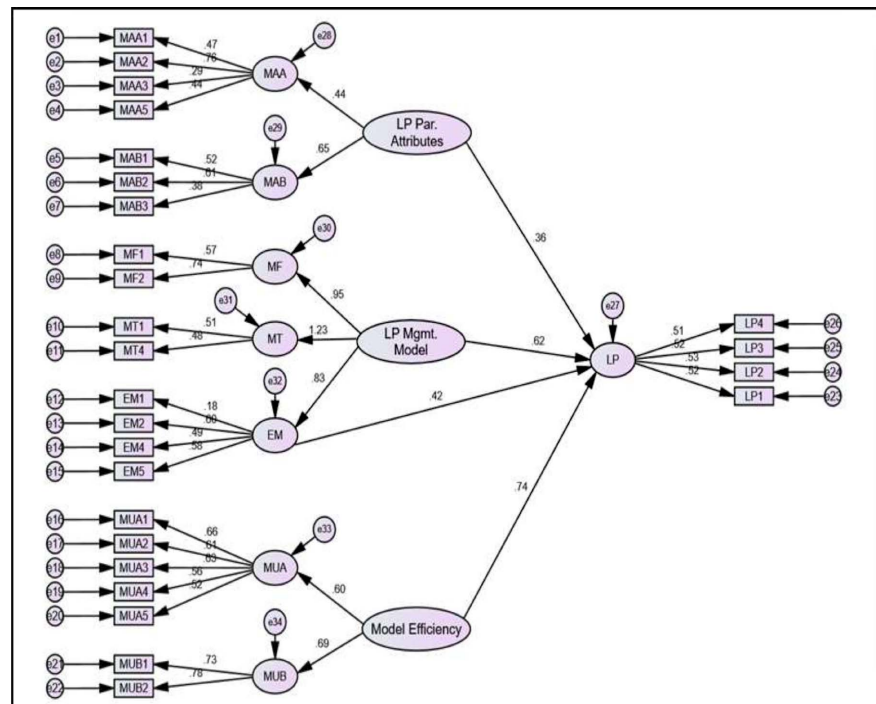 e1
MAA1
.47
e2
MAA2
.76
e3
MAA3
.29
e4
MAA5
.44
MAA
e28
.44
LP Par.
Attributes
e29
.65
e5
MAB1
.52
e6
MAB2
.61
e7
MAB3
.38
MAB
.36
e8
MF1
.57
e9
MF2
.74
MF
e30
.95
e31
e10
MT1
.51
e11
MT4
.48
MT
1.23
LP Mgmt.
Model
.62
e27
LP
.51
LP4
e26
.52
LP3
e25
.53
LP2
e24
.52
LP1
e23
e32
.83
e12
EM1
.18
e13
EM2
.60
e14
EM4
.49
e15
EM5
.58
EM
.42
.74
e16
MUA1
.66
e17
MUA2
.61
e18
MUA3
.63
e19
MUA4
.56
e20
MUA5
.52
MUA
e33
.60
Model Efficiency
e34
.69
e21
MUB1
.73
e22
MUB2
.78
MUB